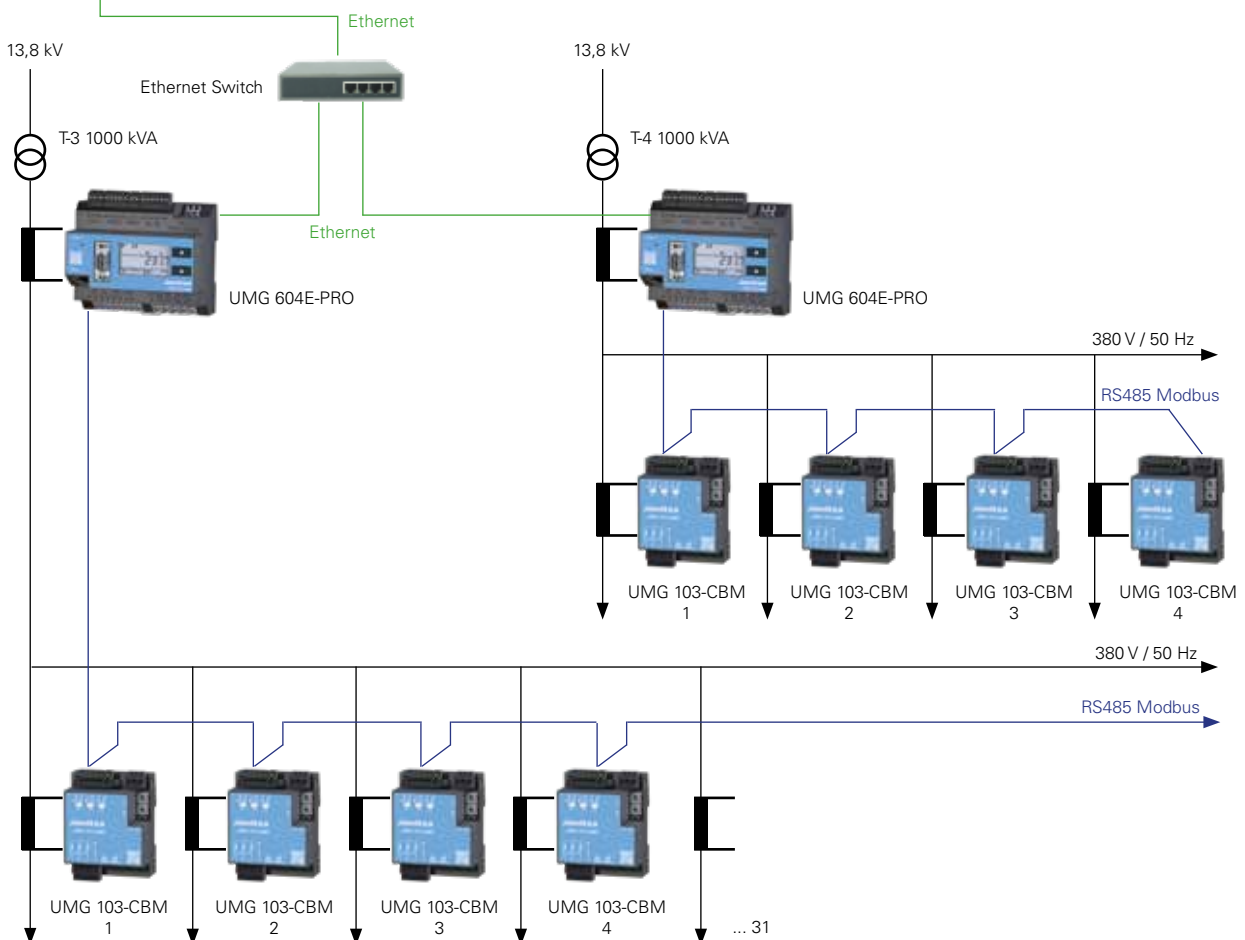 Ethernet
13,8 kV
13,8 kV
Ethernet Switch
T-3 1000 kVA
T-4 1000 kVA
Ethernet
UMG 604E-PRO
UMG 604E-PRO
380 V / 50 Hz
RS485 Modbus
UMG 103-CBM
1
UMG 103-CBM
2
UMG 103-CBM
3
UMG 103-CBM
4
380 V / 50 Hz
RS485 Modbus
UMG 103-CBM
1
UMG 103-CBM
2
UMG 103-CBM
3
UMG 103-CBM
4
... 31